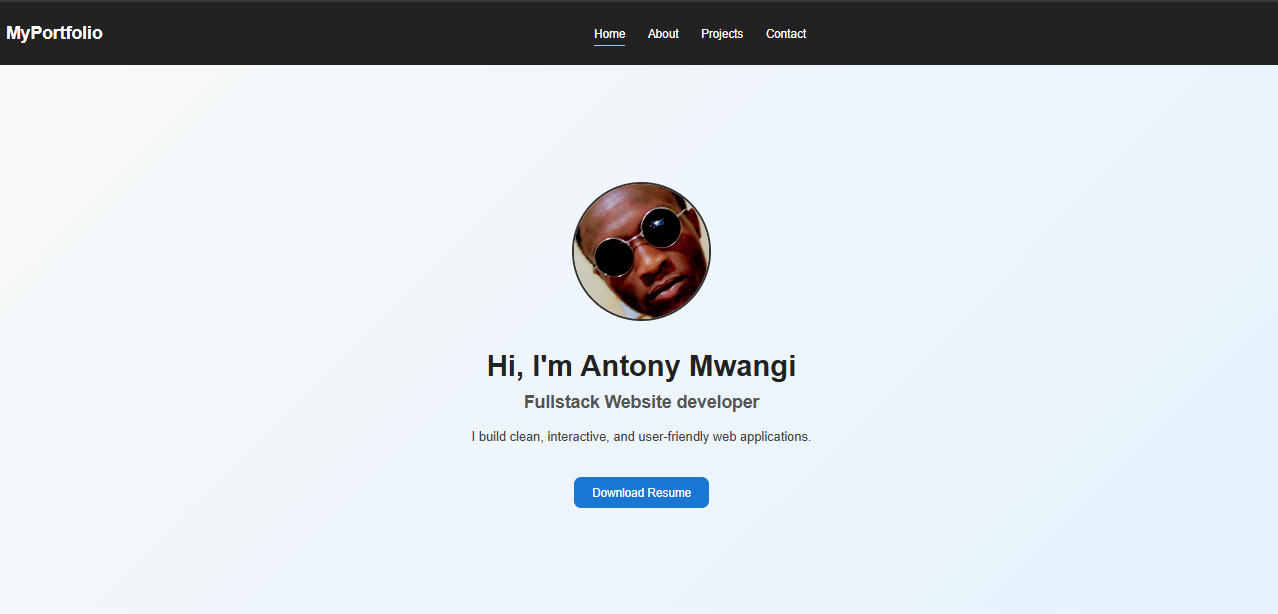 MyPortfolio
Home About Projects Contact
Hi, I'm Antony Mwangi
Fullstack Website developer
I build clean, interactive, and user-friendly web applications.
Download Resume